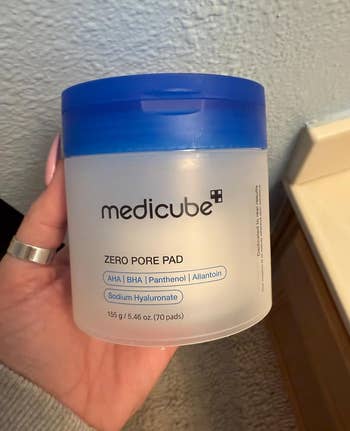 medicube
ZERO PORE PAD
AHA | BHA | Panthenol | Allantoin
Sodium Hyaluronate
155 g / 5.46 oz. (70 pads)